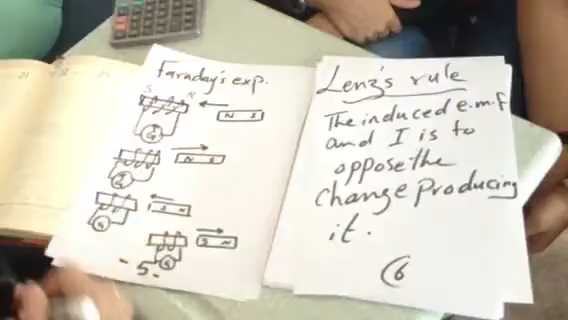 Faraday's exp.
S N
N S
G
N S
G
S N
G
S N
G
- 5 -
Lenz's rule
The induced e.m.f
and I is to
oppose the
change producing
it.
(6